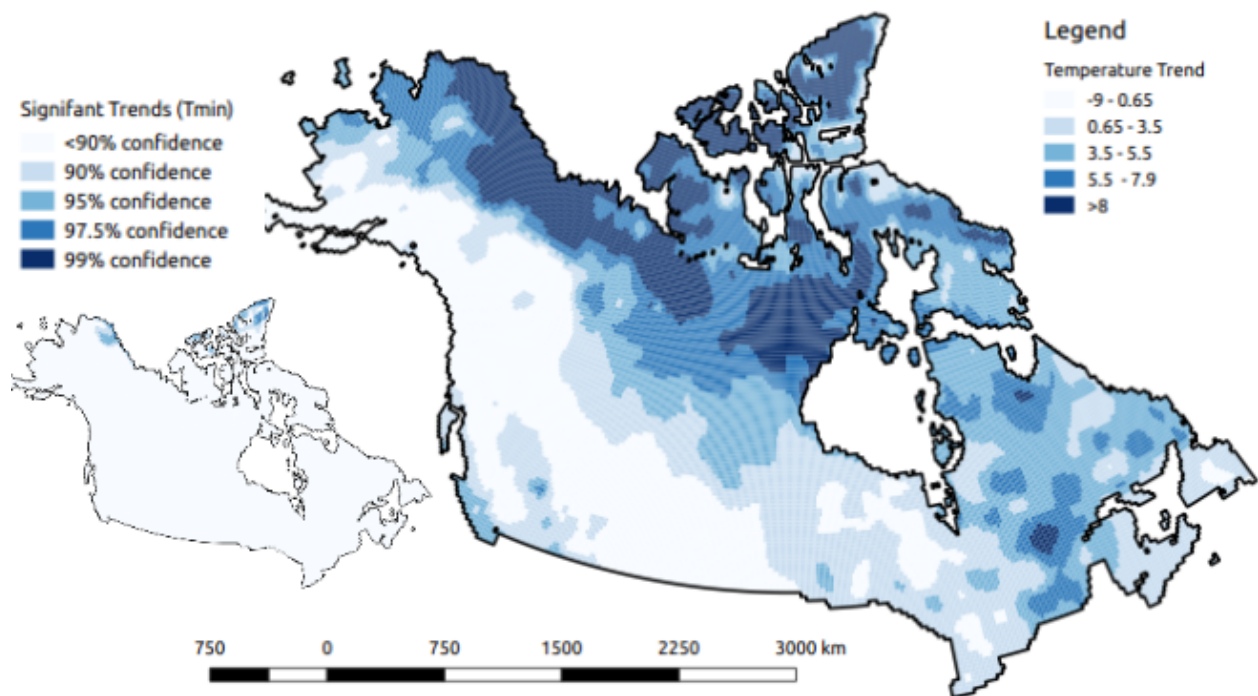 Signifant Trends (Tmin)
<90% confidence
90% confidence
95% confidence
97.5% confidence
99% confidence
Legend
Temperature Trend
-9 - 0.65
0.65 - 3.5
3.5 - 5.5
5.5 - 7.9
>8
750 0 750 1500 2250 3000 km